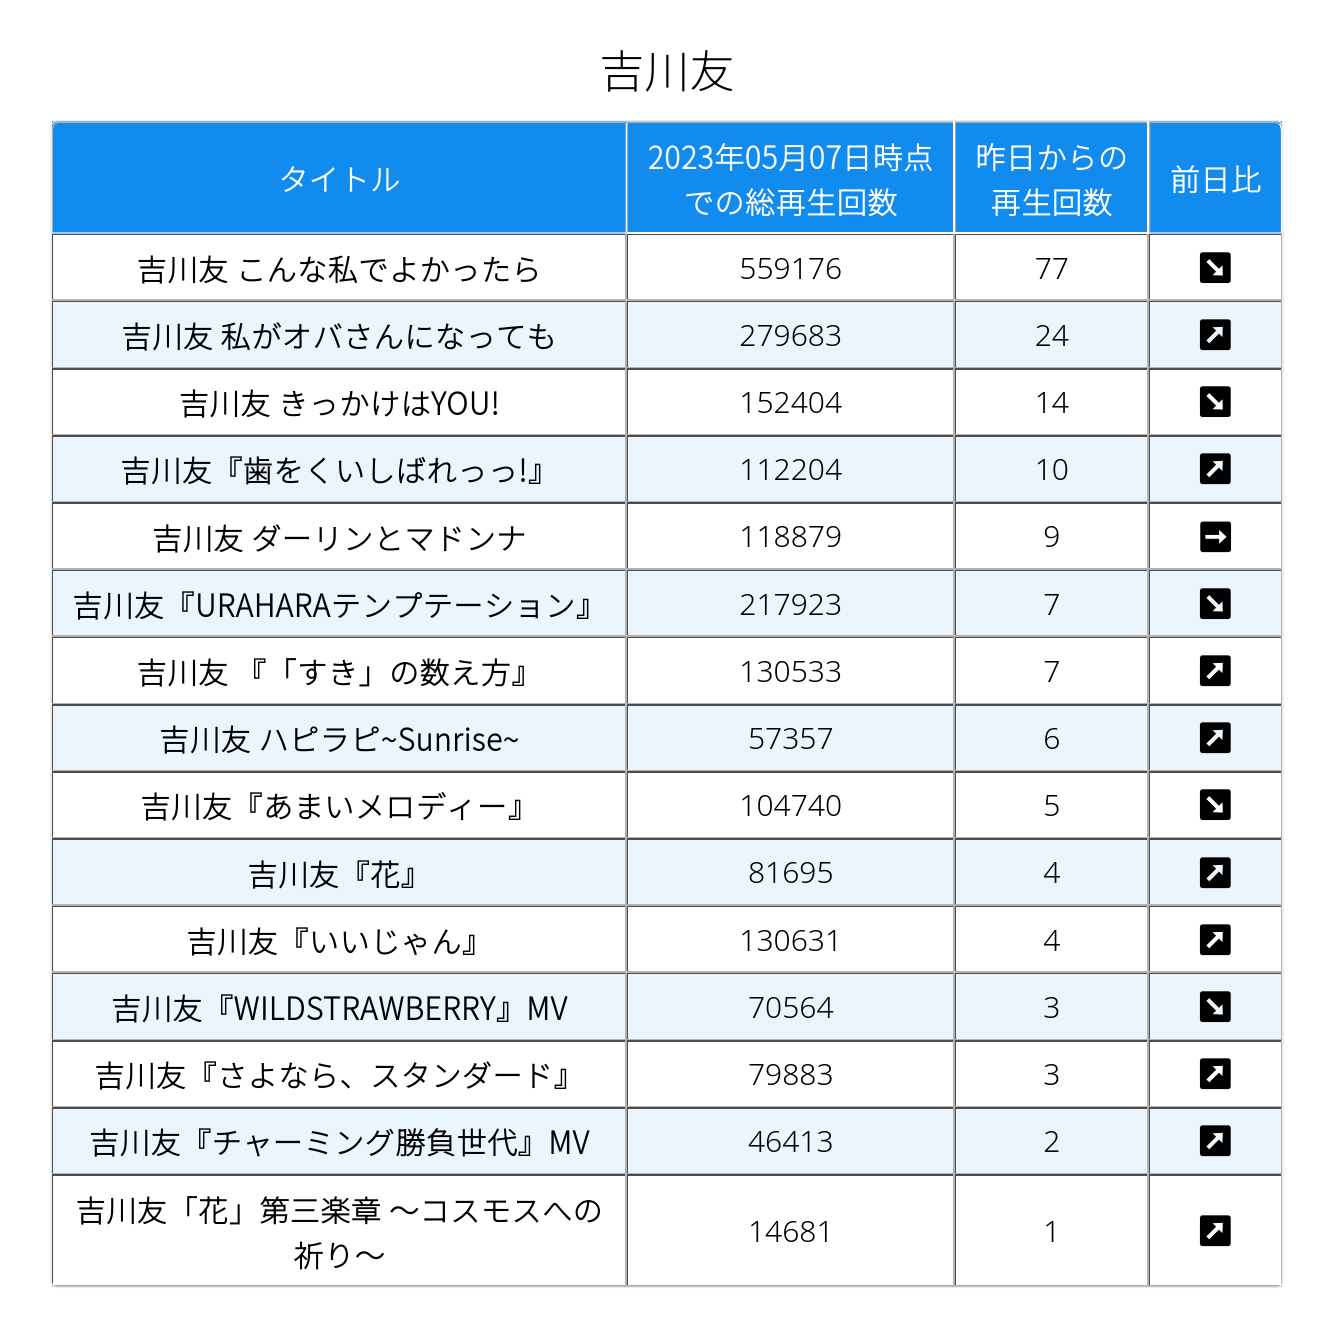 吉川友
タイトル
2023年05月07日時点
での総再生回数
昨日からの
再生回数
前日比
吉川友 こんな私でよかったら 559176 77
吉川友 私がオバさんになっても 279683 24
吉川友 きっかけはYOU! 152404 14
吉川友『歯をくいしばれっっ!』 112204 10
吉川友 ダーリンとマドンナ 118879 9
吉川友『URAHARAテンプテーション』 217923 7
吉川友 『「すき」の数え方』 130533 7
吉川友 ハピラピ~Sunrise~ 57357 6
吉川友『あまいメロディー』 104740 5
吉川友『花』 81695 4
吉川友『いいじゃん』 130631 4
吉川友『WILDSTRAWBERRY』MV 70564 3
吉川友『さよなら、スタンダード』 79883 3
吉川友『チャーミング勝負世代』MV 46413 2
吉川友「花」第三楽章 〜コスモスへの
祈り〜 14681 1